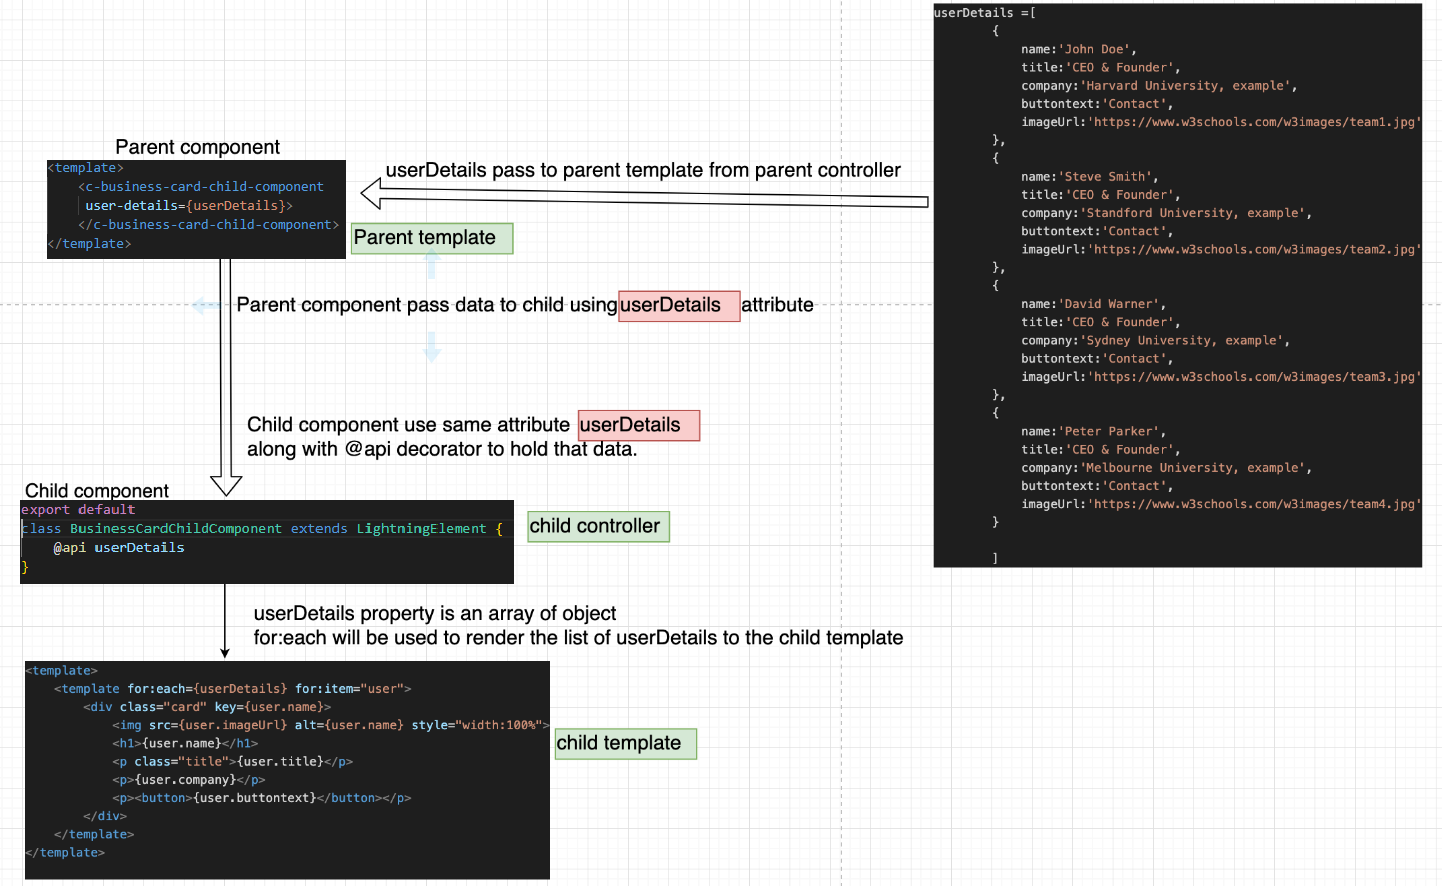 userDetails =[
{
name:'John Doe',
title:'CEO & Founder',
company:'Harvard University, example',
buttontext:'Contact',
imageUrl:'https://www.w3schools.com/w3images/team1.jpg'
},
{
name:'Steve Smith',
title:'CEO & Founder',
company:'Standford University, example',
buttontext:'Contact',
imageUrl:'https://www.w3schools.com/w3images/team2.jpg'
},
{
name:'David Warner',
title:'CEO & Founder',
company:'Sydney University, example',
buttontext:'Contact',
imageUrl:'https://www.w3schools.com/w3images/team3.jpg'
},
{
name:'Peter Parker',
title:'CEO & Founder',
company:'Melbourne University, example',
buttontext:'Contact',
imageUrl:'https://www.w3schools.com/w3images/team4.jpg'
}
]
userDetails pass to parent template from parent controller
Parent component
<template>
<c-business-card-child-component
user-details={userDetails}>
</c-business-card-child-component>
</template>
Parent template
Parent component pass data to child using userDetails attribute
Child component use same attribute userDetails
along with @api decorator to hold that data.
Child component
export default
class BusinessCardChildComponent extends LightningElement {
@api userDetails
}
child controller
userDetails property is an array of object
for:each will be used to render the list of userDetails to the child template
<template>
<template for:each={userDetails} for:item="user">
<div class="card" key={user.name}>
<img src={user.imageUrl} alt={user.name} style="width:100%">
<h1>{user.name}</h1>
<p class="title">{user.title}</p>
<p>{user.company}</p>
<p><button>{user.buttontext}</button></p>
</div>
</template>
</template>
child template